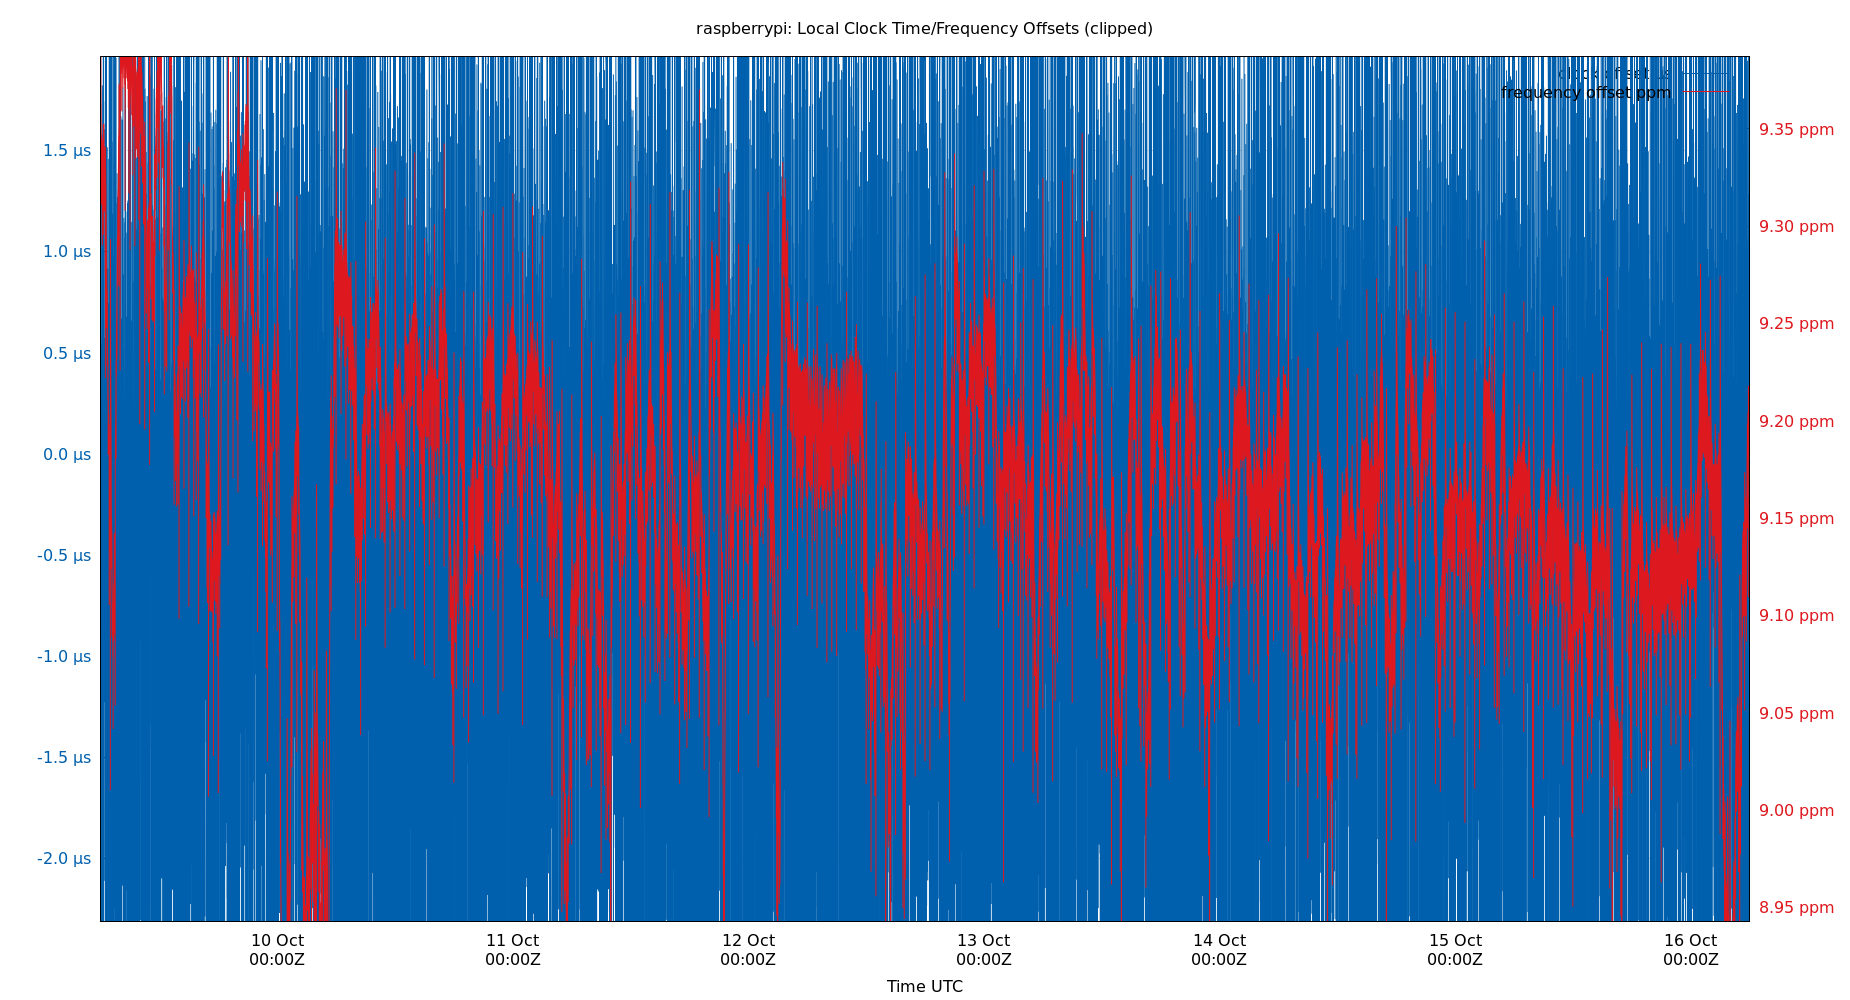 raspberrypi: Local Clock Time/Frequency Offsets (clipped)
clock offset µs
frequency offset ppm
1.5 µs
1.0 µs
0.5 µs
0.0 µs
-0.5 µs
-1.0 µs
-1.5 µs
-2.0 µs
9.35 ppm
9.30 ppm
9.25 ppm
9.20 ppm
9.15 ppm
9.10 ppm
9.05 ppm
9.00 ppm
8.95 ppm
10 Oct 11 Oct 12 Oct 13 Oct 14 Oct 15 Oct 16 Oct
00:00Z 00:00Z 00:00Z 00:00Z 00:00Z 00:00Z 00:00Z
Time UTC